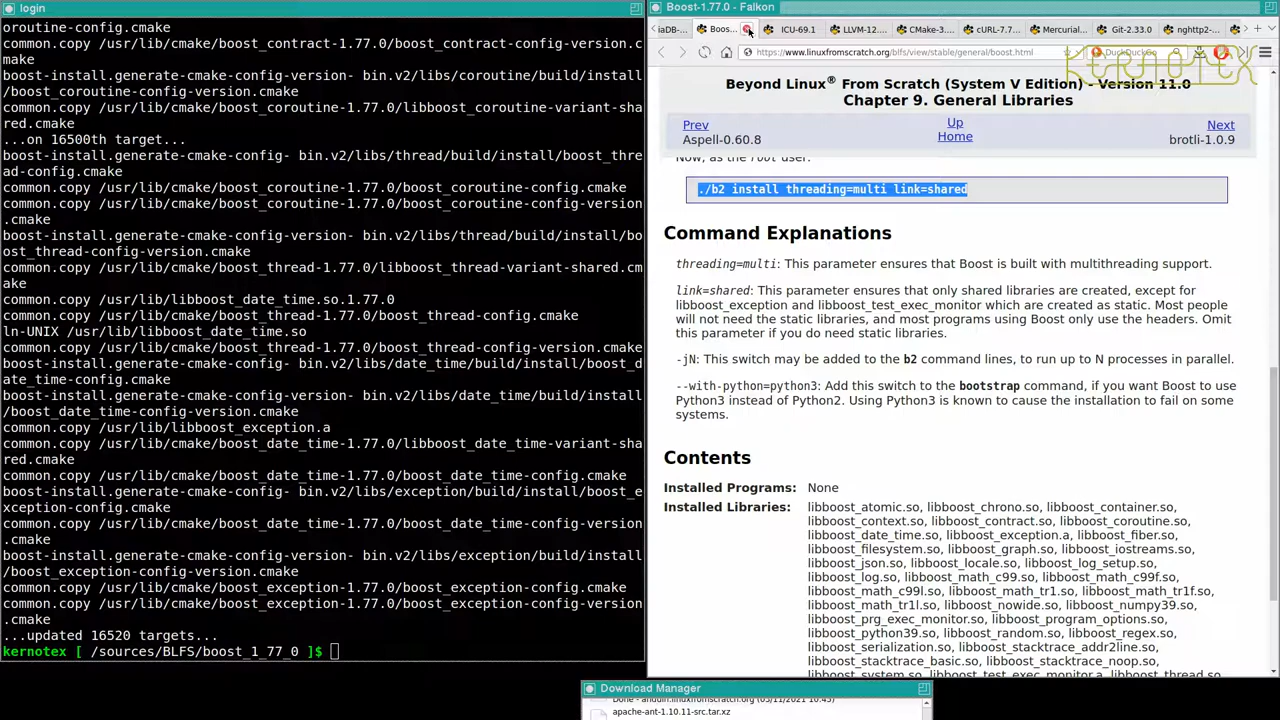 login
oroutine-config.cmake
common.copy /usr/lib/cmake/boost_contract-1.77.0/boost_contract-config-version.c
make
boost-install.generate-cmake-config-version- bin.v2/libs/coroutine/build/install
/boost_coroutine-config-version.cmake
common.copy /usr/lib/cmake/boost_coroutine-1.77.0/libboost_coroutine-variant-sha
red.cmake
...on 16500th target...
boost-install.generate-cmake-config- bin.v2/libs/thread/build/install/boost_thre
ad-config.cmake
common.copy /usr/lib/cmake/boost_coroutine-1.77.0/boost_coroutine-config.cmake
common.copy /usr/lib/cmake/boost_coroutine-1.77.0/boost_coroutine-config-version
.cmake
boost-install.generate-cmake-config-version- bin.v2/libs/thread/build/install/bo
ost_thread-config-version.cmake
common.copy /usr/lib/cmake/boost_thread-1.77.0/libboost_thread-variant-shared.cm
ake
common.copy /usr/lib/libboost_date_time.so.1.77.0
common.copy /usr/lib/cmake/boost_thread-1.77.0/boost_thread-config.cmake
ln-UNIX /usr/lib/libboost_date_time.so
common.copy /usr/lib/cmake/boost_thread-1.77.0/boost_thread-config-version.cmake
boost-install.generate-cmake-config- bin.v2/libs/date_time/build/install/boost_d
ate_time-config.cmake
boost-install.generate-cmake-config-version- bin.v2/libs/date_time/build/install
/boost_date_time-config-version.cmake
common.copy /usr/lib/libboost_exception.a
common.copy /usr/lib/cmake/boost_date_time-1.77.0/libboost_date_time-variant-sha
red.cmake
common.copy /usr/lib/cmake/boost_date_time-1.77.0/boost_date_time-config.cmake
boost-install.generate-cmake-config- bin.v2/libs/exception/build/install/boost_e
xception-config.cmake
common.copy /usr/lib/cmake/boost_date_time-1.77.0/boost_date_time-config-version
.cmake
boost-install.generate-cmake-config-version- bin.v2/libs/exception/build/install
/boost_exception-config-version.cmake
common.copy /usr/lib/cmake/boost_exception-1.77.0/boost_exception-config.cmake
common.copy /usr/lib/cmake/boost_exception-1.77.0/boost_exception-config-version
.cmake
...updated 16520 targets...
kernotex [ /sources/BLFS/boost_1_77_0 ]$
Boost-1.77.0 - Falkon
iaDB-... Boos... ICU-69.1 LLVM-12.... CMake-3.... cURL-7.7... Mercurial... Git-2.33.0 nghttp2-...
https://www.linuxfromscratch.org/blfs/view/stable/general/boost.html DuckDuckGo
KERNOTEX
Beyond Linux® From Scratch (System V Edition) - Version 11.0
Chapter 9. General Libraries
Prev Up Next
Aspell-0.60.8 Home brotli-1.0.9
Now, as the root user:
./b2 install threading=multi link=shared
Command Explanations
threading=multi: This parameter ensures that Boost is built with multithreading support.
link=shared: This parameter ensures that only shared libraries are created, except for
libboost_exception and libboost_test_exec_monitor which are created as static. Most people
will not need the static libraries, and most programs using Boost only use the headers. Omit
this parameter if you do need static libraries.
-jN: This switch may be added to the b2 command lines, to run up to N processes in parallel.
--with-python=python3: Add this switch to the bootstrap command, if you want Boost to use
Python3 instead of Python2. Using Python3 is known to cause the installation to fail on some
systems.
Contents
Installed Programs: None
Installed Libraries: libboost_atomic.so, libboost_chrono.so, libboost_container.so,
libboost_context.so, libboost_contract.so, libboost_coroutine.so,
libboost_date_time.so, libboost_exception.a, libboost_fiber.so,
libboost_filesystem.so, libboost_graph.so, libboost_iostreams.so,
libboost_json.so, libboost_locale.so, libboost_log_setup.so,
libboost_log.so, libboost_math_c99.so, libboost_math_c99f.so,
libboost_math_c99l.so, libboost_math_tr1.so, libboost_math_tr1f.so,
libboost_math_tr1l.so, libboost_nowide.so, libboost_numpy39.so,
libboost_prg_exec_monitor.so, libboost_program_options.so,
libboost_python39.so, libboost_random.so, libboost_regex.so,
libboost_serialization.so, libboost_stacktrace_addr2line.so,
libboost_stacktrace_basic.so, libboost_stacktrace_noop.so,
libboost_system.so, libboost_test_exec_monitor.a, libboost_thread.so,
Download Manager
Done - anduin.linuxfromscratch.org (05/11/2021 10:45)
apache-ant-1.10.11-src.tar.xz